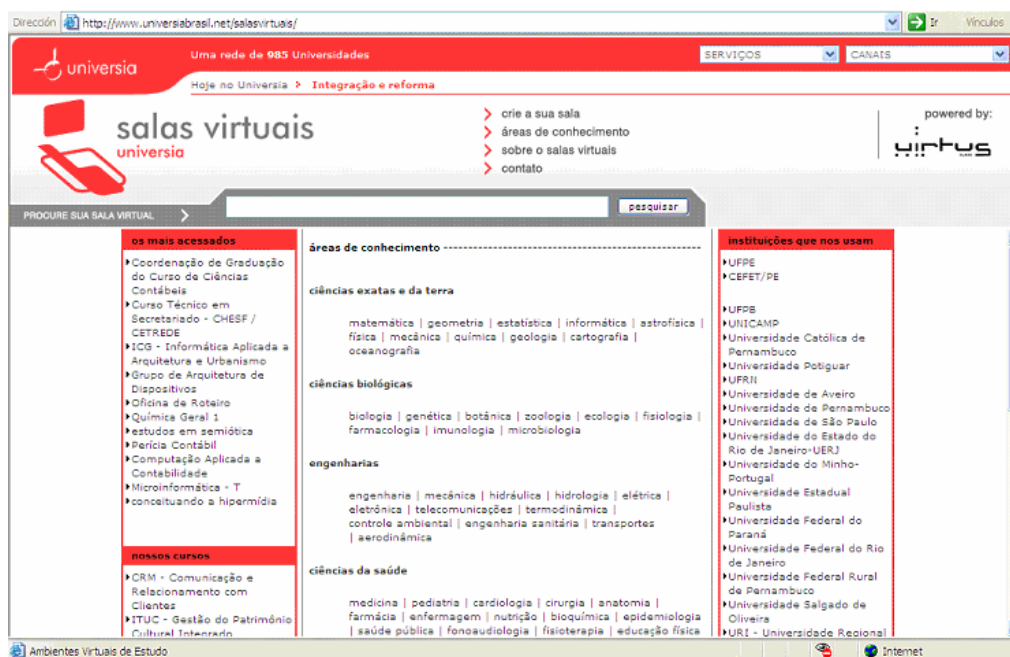 Dirección http://www.universiabrasil.net/salasvirtuais/ Ir Vínculos
universia
Uma rede de 985 Universidades
SERVIÇOS
CANAIS
Hoje no Universia > Integração e reforma
salas virtuais
universia
crie a sua sala
áreas de conhecimento
sobre o salas virtuais
contato
powered by:
virtus
PROCURE SUA SALA VIRTUAL
pesquisar
os mais acessados
Coordenação de Graduação
do Curso de Ciências
Contábeis
Curso Técnico em
Secretariado - CHESF /
CETREDE
ICG - Informática Aplicada a
Arquitetura e Urbanismo
Grupo de Arquitetura de
Dispositivos
Oficina de Roteiro
Química Geral 1
estudos em semiótica
Perícia Contábil
Computação Aplicada a
Contabilidade
Microinformática - T
conceituando a hipermídia
nossos cursos
CRM - Comunicação e
Relacionamento com
Clientes
ITUC - Gestão do Patrimônio
Cultural Integrado
áreas de conhecimento
ciências exatas e da terra
matemática | geometria | estatística | informática | astrofísica |
física | mecânica | química | geologia | cartografia |
oceanografia
ciências biológicas
biologia | genética | botânica | zoologia | ecologia | fisiologia |
farmacologia | imunologia | microbiologia
engenharias
engenharia | mecânica | hidráulica | hidrologia | elétrica |
eletrônica | telecomunicações | termodinâmica |
controle ambiental | engenharia sanitária | transportes
| aerodinâmica
ciências da saúde
medicina | pediatria | cardiologia | cirurgia | anatomia |
farmácia | enfermagem | nutrição | bioquímica | epidemiologia
| saúde pública | fonoaudiologia | fisioterapia | educação física
instituições que nos usam
UFPE
CEFET/PE
UFPB
UNICAMP
Universidade Católica de
Pernambuco
Universidade Potiguar
UFRN
Universidade de Aveiro
Universidade de Pernambuco
Universidade de São Paulo
Universidade do Estado do
Rio de Janeiro-UERJ
Universidade do Minho-
Portugal
Universidade Estadual
Paulista
Universidade Federal do
Paraná
Universidade Federal do Rio
de Janeiro
Universidade Federal Rural
de Pernambuco
Universidade Salgado de
Oliveira
URI - Universidade Regional
Ambientes Virtuais de Estudo
Internet